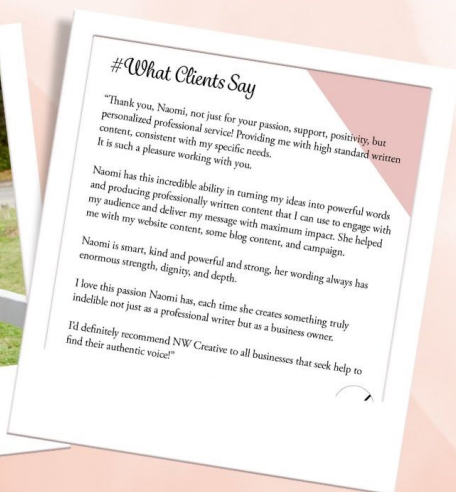 #What Clients Say
“Thank you, Naomi, not just for your passion, support, positivity, but
personalized professional service! Providing me with high standard written
content, consistent with my specific needs.
It is such a pleasure working with you.
Naomi has this incredible ability in turning my ideas into powerful words
and producing professionally written content that I can use to engage with
my audience and deliver my message with maximum impact. She helped
me with my website content, some blog content, and campaign.
Naomi is smart, kind and powerful and strong, her wording always has
enormous strength, dignity, and depth.
I love this passion Naomi has, each time she creates something truly
indelible not just as a professional writer but as a business owner.
I'd definitely recommend NW Creative to all businesses that seek help to
find their authentic voice!”